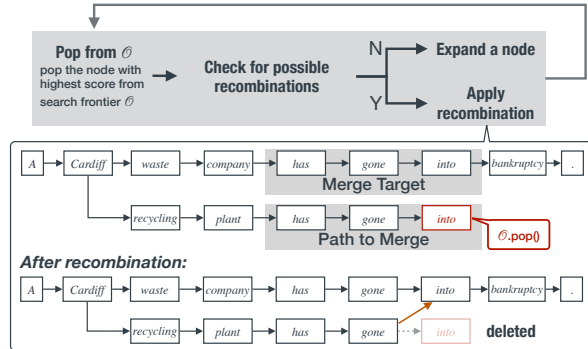 Pop from 𝒪
pop the node with
highest score from
search frontier 𝒪
Check for possible
recombinations
N
Y
Expand a node
Apply
recombination
A Cardiff waste company has gone into bankruptcy .
Merge Target
recycling plant has gone into
Path to Merge
𝒪.pop()
After recombination:
A Cardiff waste company has gone into bankruptcy .
recycling plant has gone into deleted